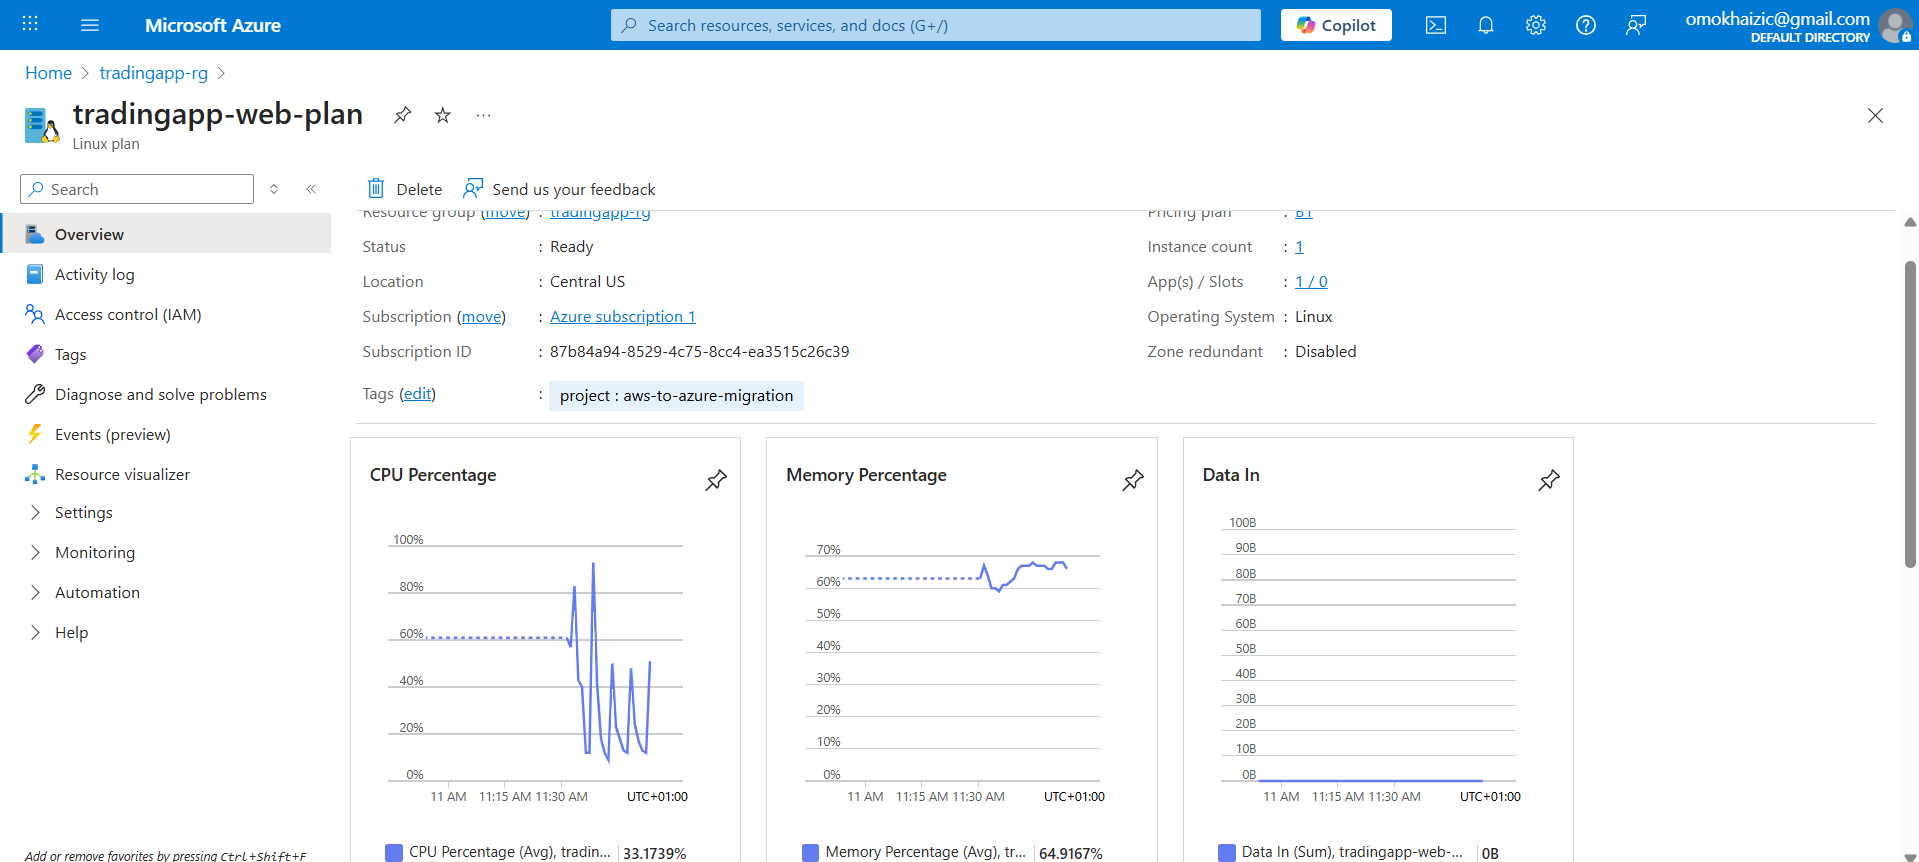 Microsoft Azure
Search resources, services, and docs (G+/)
Copilot
omokhaizic@gmail.com
DEFAULT DIRECTORY
Home > tradingapp-rg >
tradingapp-web-plan
Linux plan
Search
Delete
Send us your feedback
Overview
Activity log
Access control (IAM)
Tags
Diagnose and solve problems
Events (preview)
Resource visualizer
Settings
Monitoring
Automation
Help
Add or remove favorites by pressing Ctrl+Shift+F
Resource group (move) : tradingapp-rg
Status : Ready
Location : Central US
Subscription (move) : Azure subscription 1
Subscription ID : 87b84a94-8529-4c75-8cc4-ea3515c26c39
Tags (edit) : project : aws-to-azure-migration
Pricing plan : B1
Instance count : 1
App(s) / Slots : 1 / 0
Operating System : Linux
Zone redundant : Disabled
CPU Percentage
100%
80%
60%
40%
20%
0%
11 AM 11:15 AM 11:30 AM UTC+01:00
CPU Percentage (Avg), tradin... 33.1739%
Memory Percentage
70%
60%
50%
40%
30%
20%
10%
0%
11 AM 11:15 AM 11:30 AM UTC+01:00
Memory Percentage (Avg), tr... 64.9167%
Data In
100B
90B
80B
70B
60B
50B
40B
30B
20B
10B
0B
11 AM 11:15 AM 11:30 AM UTC+01:00
Data In (Sum), tradingapp-web-... 0B